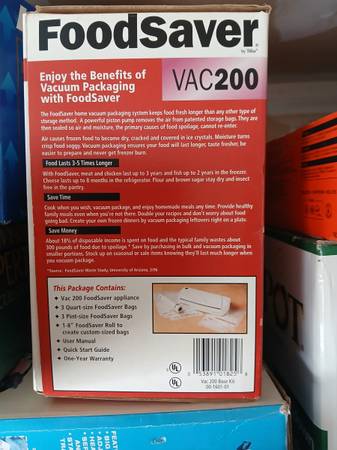 FoodSaver
by Tilia
Enjoy the Benefits of
Vacuum Packaging
with FoodSaver
VAC200
The FoodSaver home vacuum packaging system keeps food fresh longer than any other type of
storage method. A powerful piston pump removes the air from patented storage bags. They are
then sealed so air and moisture, the primary causes of food spoilage, cannot re-enter.
Air causes frozen food to become dry, cracked and covered in ice crystals. Moisture turns
crisp food soggy. Vacuum packaging ensures your food will last longer, taste fresher, be
easier to prepare and never get freezer burn.
Food Lasts 3-5 Times Longer
With FoodSaver, meat and chicken last up to 3 years and fish up to 2 years in the freezer.
Cheese lasts up to 8 months in the refrigerator. Flour and brown sugar stay dry and insect
free in the pantry.
Save Time
Cook when you wish, vacuum package, and enjoy homemade meals any time. Provide healthy
family meals even when you're not there. Double your recipes and don't worry about food
going bad. Create your own frozen dinners by vacuum packaging leftovers right on a plate.
Save Money
About 18% of disposable income is spent on food and the typical family wastes about
300 pounds of food due to spoilage * Save by purchasing in bulk and vacuum packaging in
smaller portions. Stock up on seasonal or sale items knowing they'll last much longer when
you vacuum package.
*Source: FoodSaver Waste Study, University of Arizona, 2/96
This Package Contains:
• Vac 200 FoodSaver appliance
• 3 Quart-size FoodSaver Bags
• 3 Pint-size FoodSaver Bags
• 1-8" FoodSaver Roll to
create custom-sized bags
• User Manual
• Quick Start Guide
• One-Year Warranty
UL
UL
0 53891 01825 8
Vac 200 Base Kit
00-1601-01